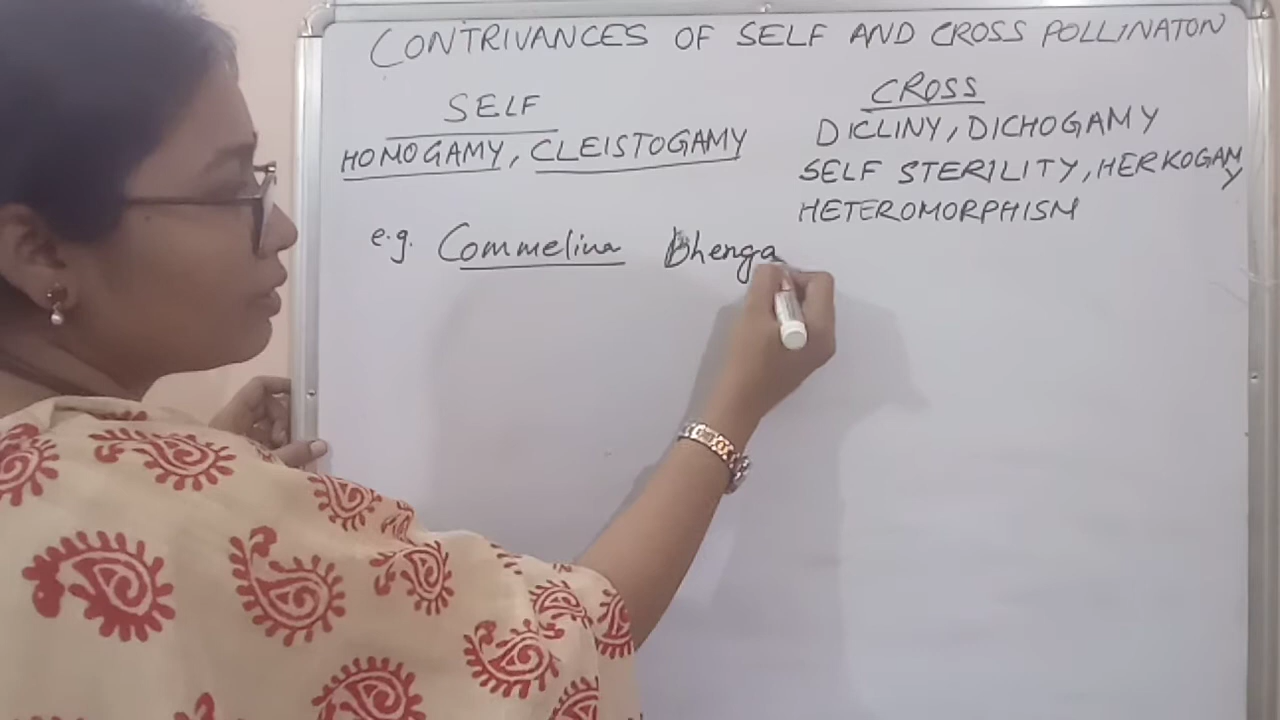 CONTRIVANCES OF SELF AND CROSS POLLINATON
SELF
HOMOGAMY, CLEISTOGAMY
e.g. Commelina Bhenga
CROSS
DICLINY, DICHOGAMY
SELF STERILITY, HERKOGAMY
HETEROMORPHISM